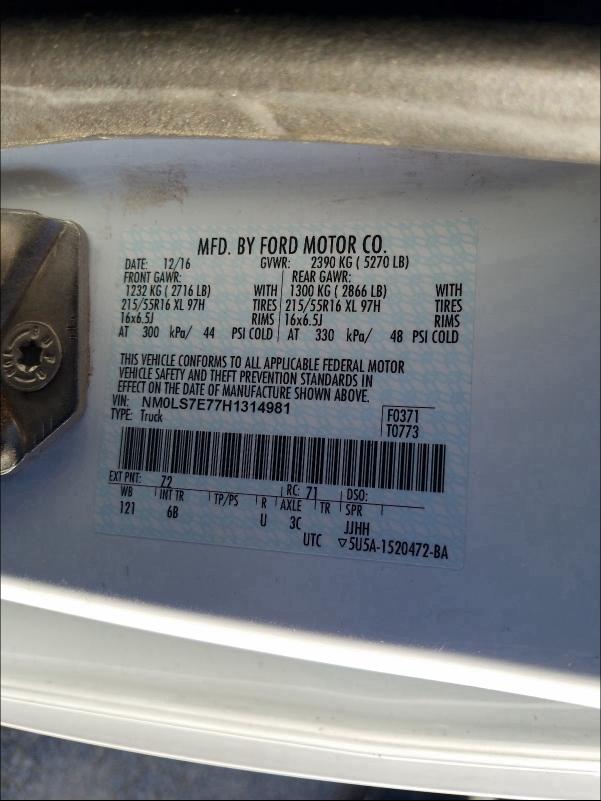 MFD. BY FORD MOTOR CO.
DATE: 12/16 GVWR: 2390 KG ( 5270 LB)
FRONT GAWR: REAR GAWR:
1232 KG ( 2716 LB) WITH 1300 KG ( 2866 LB) WITH
215/55R16 XL 97H TIRES 215/55R16 XL 97H TIRES
16x6.5J RIMS 16x6.5J RIMS
AT 300 kPa/ 44 PSI COLD AT 330 kPa/ 48 PSI COLD
THIS VEHICLE CONFORMS TO ALL APPLICABLE FEDERAL MOTOR
VEHICLE SAFETY AND THEFT PREVENTION STANDARDS IN
EFFECT ON THE DATE OF MANUFACTURE SHOWN ABOVE.
VIN: NM0LS7E77H1314981 F0371
TYPE: Truck T0773
EXT PNT: 72 RC: 71 DSO:
WB INT TR TP/PS R AXLE TR SPR
121 6B U 3C JJHH
UTC ▽5U5A-1520472-BA